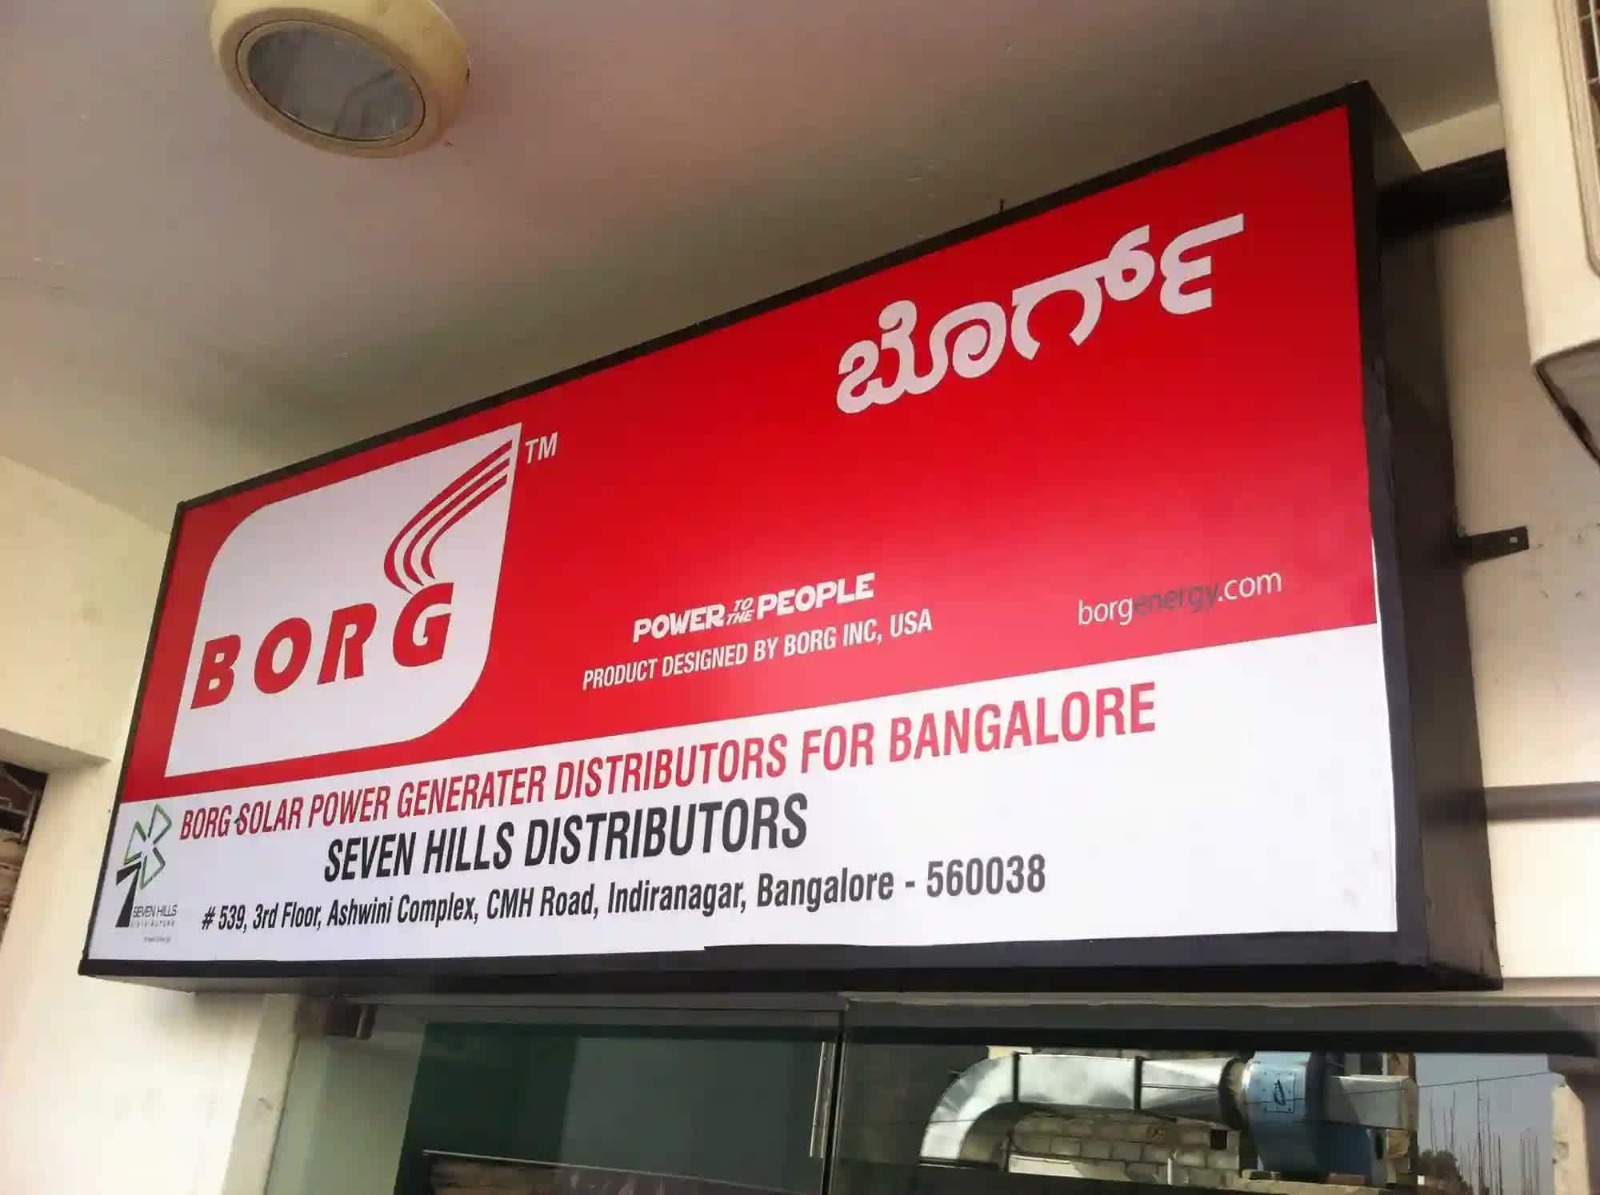 ಬೊರ್ಗ್
BORG TM
POWER TO THE PEOPLE
PRODUCT DESIGNED BY BORG INC, USA
borgenergy.com
BORG SOLAR POWER GENERATER DISTRIBUTORS FOR BANGALORE
SEVEN HILLS DISTRIBUTORS
# 539, 3rd Floor, Ashwini Complex, CMH Road, Indiranagar, Bangalore - 560038
SEVEN HILLS
DISTRIBUTORS